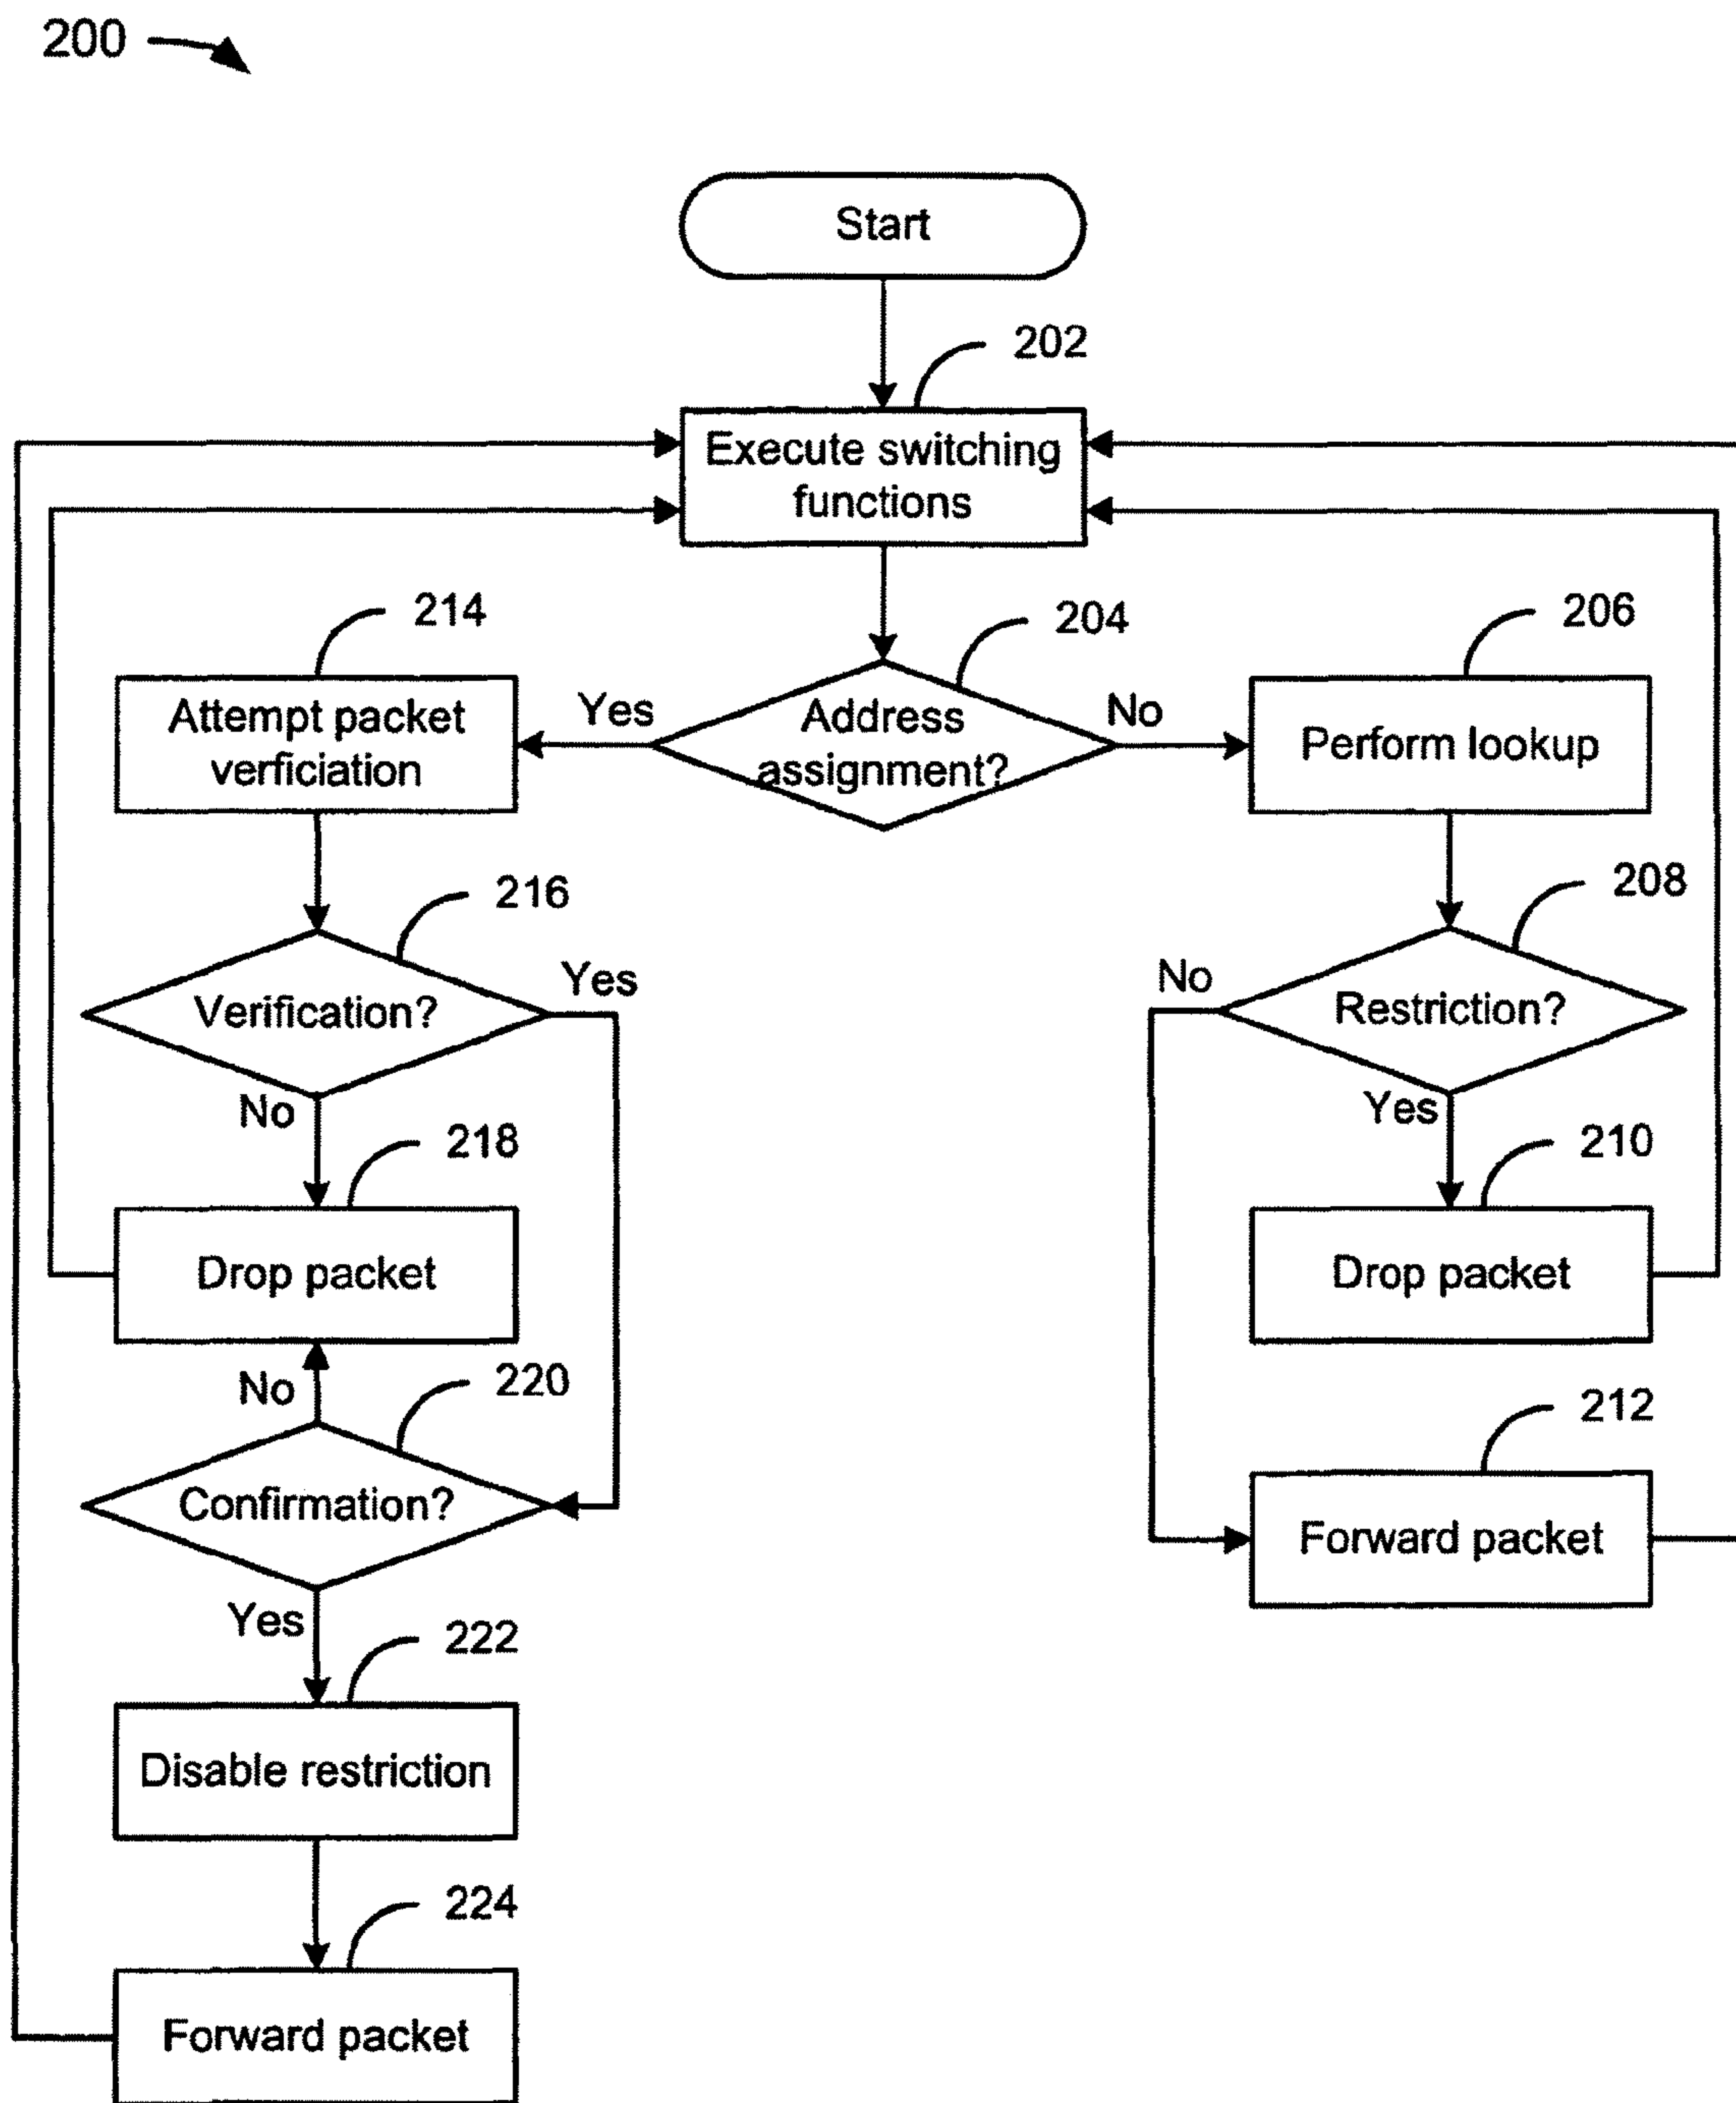 200
Start
202
Execute switching
functions
214
204
206
Attempt packet
verficiation
Yes
Address
assignment?
No
Perform lookup
216
208
Verification?
Yes
No
Restriction?
No
Yes
218
210
Drop packet
Drop packet
No
220
212
Confirmation?
Forward packet
Yes
222
Disable restriction
224
Forward packet